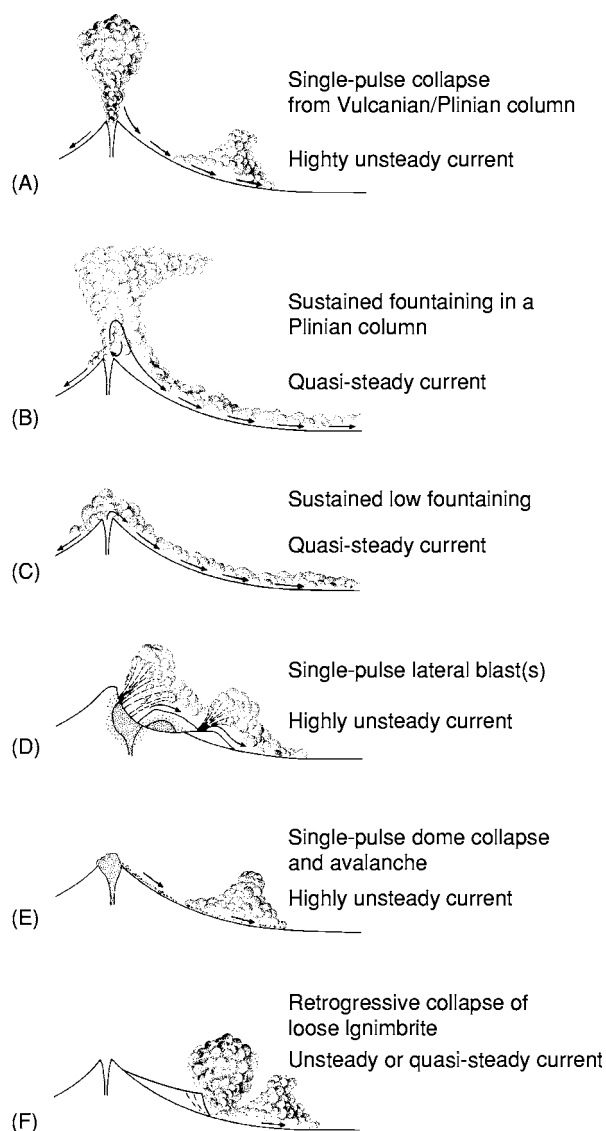 Single-pulse collapse
from Vulcanian/Plinian column
Highty unsteady current
(A)
Sustained fountaining in a
Plinian column
Quasi-steady current
(B)
Sustained low fountaining
Quasi-steady current
(C)
Single-pulse lateral blast(s)
Highly unsteady current
(D)
Single-pulse dome collapse
and avalanche
Highly unsteady current
(E)
Retrogressive collapse of
loose Ignimbrite
Unsteady or quasi-steady current
(F)